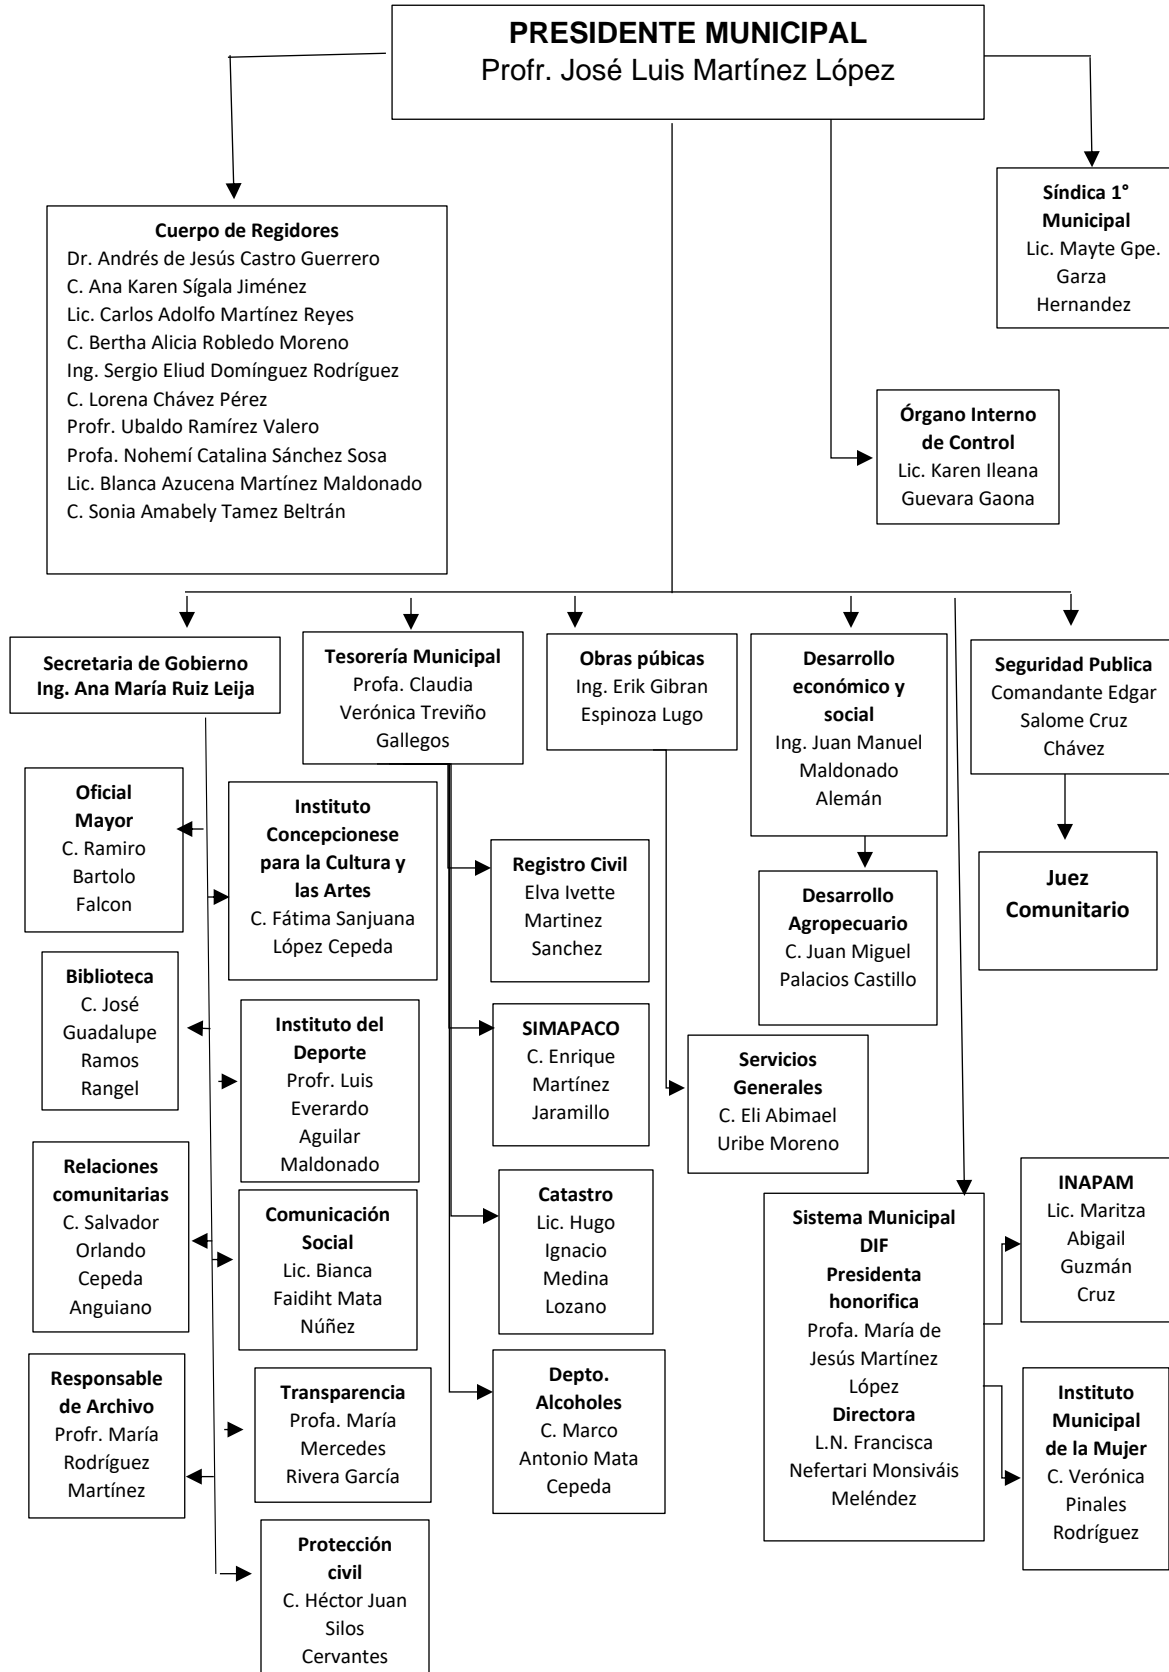 PRESIDENTE MUNICIPAL
Profr. José Luis Martínez López
Síndica 1°
Municipal
Lic. Mayte Gpe.
Garza
Hernandez
Cuerpo de Regidores
Dr. Andrés de Jesús Castro Guerrero
C. Ana Karen Sígala Jiménez
Lic. Carlos Adolfo Martínez Reyes
C. Bertha Alicia Robledo Moreno
Ing. Sergio Eliud Domínguez Rodríguez
C. Lorena Chávez Pérez
Profr. Ubaldo Ramírez Valero
Profa. Nohemí Catalina Sánchez Sosa
Lic. Blanca Azucena Martínez Maldonado
C. Sonia Amabely Tamez Beltrán
Órgano Interno
de Control
Lic. Karen Ileana
Guevara Gaona
Secretaria de Gobierno
Ing. Ana María Ruiz Leija
Tesorería Municipal
Profa. Claudia
Verónica Treviño
Gallegos
Obras púbicas
Ing. Erik Gibran
Espinoza Lugo
Desarrollo
económico y
social
Ing. Juan Manuel
Maldonado
Alemán
Seguridad Publica
Comandante Edgar
Salome Cruz
Chávez
Oficial
Mayor
C. Ramiro
Bartolo
Falcon
Instituto
Concepcionese
para la Cultura y
las Artes
C. Fátima Sanjuana
López Cepeda
Registro Civil
Elva Ivette
Martinez
Sanchez
Desarrollo
Agropecuario
C. Juan Miguel
Palacios Castillo
Juez
Comunitario
Biblioteca
C. José
Guadalupe
Ramos
Rangel
Instituto del
Deporte
Profr. Luis
Everardo
Aguilar
Maldonado
SIMAPACO
C. Enrique
Martínez
Jaramillo
Servicios
Generales
C. Eli Abimael
Uribe Moreno
Relaciones
comunitarias
C. Salvador
Orlando
Cepeda
Anguiano
Comunicación
Social
Lic. Bianca
Faidiht Mata
Núñez
Catastro
Lic. Hugo
Ignacio
Medina
Lozano
Sistema Municipal
DIF
Presidenta
honorifica
Profa. María de
Jesús Martínez
López
Directora
L.N. Francisca
Nefertari Monsiváis
Meléndez
INAPAM
Lic. Maritza
Abigail
Guzmán
Cruz
Responsable
de Archivo
Profr. María
Rodríguez
Martínez
Transparencia
Profa. María
Mercedes
Rivera García
Depto.
Alcoholes
C. Marco
Antonio Mata
Cepeda
Instituto
Municipal
de la Mujer
C. Verónica
Pinales
Rodríguez
Protección
civil
C. Héctor Juan
Silos
Cervantes